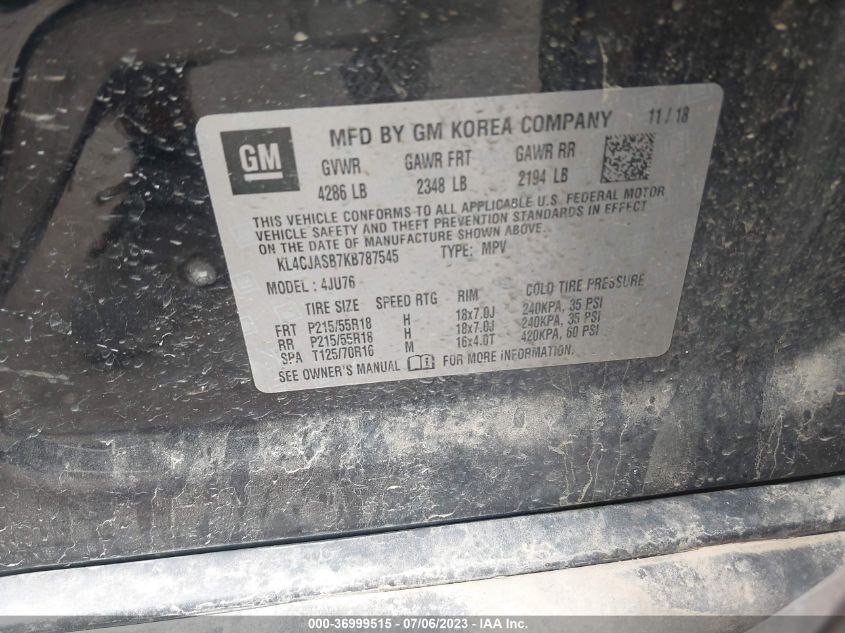 MFD BY GM KOREA COMPANY 11 / 18
GM
GVWR GAWR FRT GAWR RR
4286 LB 2348 LB 2194 LB
THIS VEHICLE CONFORMS TO ALL APPLICABLE U.S. FEDERAL MOTOR
VEHICLE SAFETY AND THEFT PREVENTION STANDARDS IN EFFECT
ON THE DATE OF MANUFACTURE SHOWN ABOVE.
KL4CJASB7KB787545 TYPE: MPV
MODEL : 4JU76
TIRE SIZE SPEED RTG RIM COLD TIRE PRESSURE
FRT P215/55R18 H 18x7.0J 240KPA, 35 PSI
RR P215/55R18 H 18x7.0J 240KPA, 35 PSI
SPA T125/70R16 M 16x4.0T 420KPA, 60 PSI
SEE OWNER'S MANUAL FOR MORE INFORMATION.
000-36999515 - 07/06/2023 - IAA Inc.